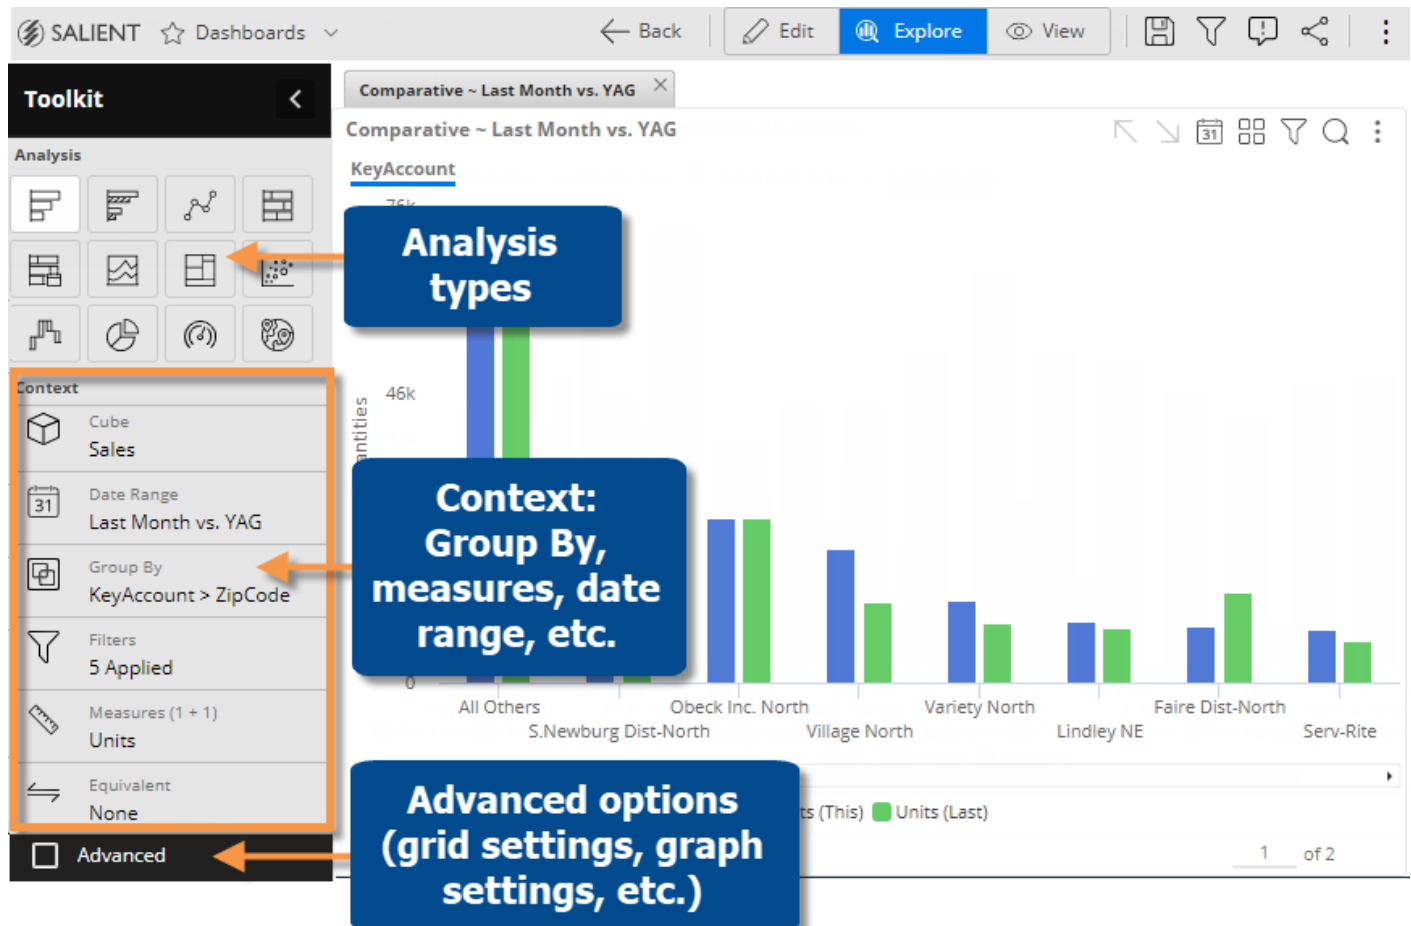 SALIENT Dashboards Back Edit Explore View
Toolkit
Comparative ~ Last Month vs. YAG
Comparative ~ Last Month vs. YAG
31
Analysis
KeyAccount
76k
Analysis
types
Context
Cube
Sales
31
Date Range
Last Month vs. YAG
Group By
KeyAccount > ZipCode
Filters
5 Applied
Measures (1 + 1)
Units
Equivalent
None
Advanced
46k
Context:
Group By,
measures, date
range, etc.
0
All Others Obeck Inc. North Variety North Faire Dist-North
S.Newburg Dist-North Village North Lindley NE Serv-Rite
Advanced options
(grid settings, graph
settings, etc.)
(This) Units (Last)
1 of 2